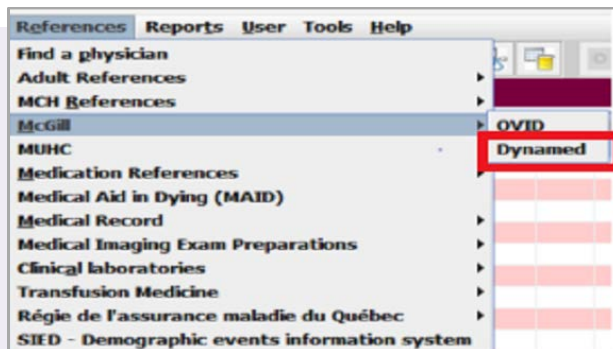 References Reports User Tools Help
Find a physician
Adult References
MCH References
McGill
OVID
MUHC
Dynamed
Medication References
Medical Aid in Dying (MAID)
Medical Record
Medical Imaging Exam Preparations
Clinical laboratories
Transfusion Medicine
Régie de l'assurance maladie du Québec
SIED - Demographic events information system